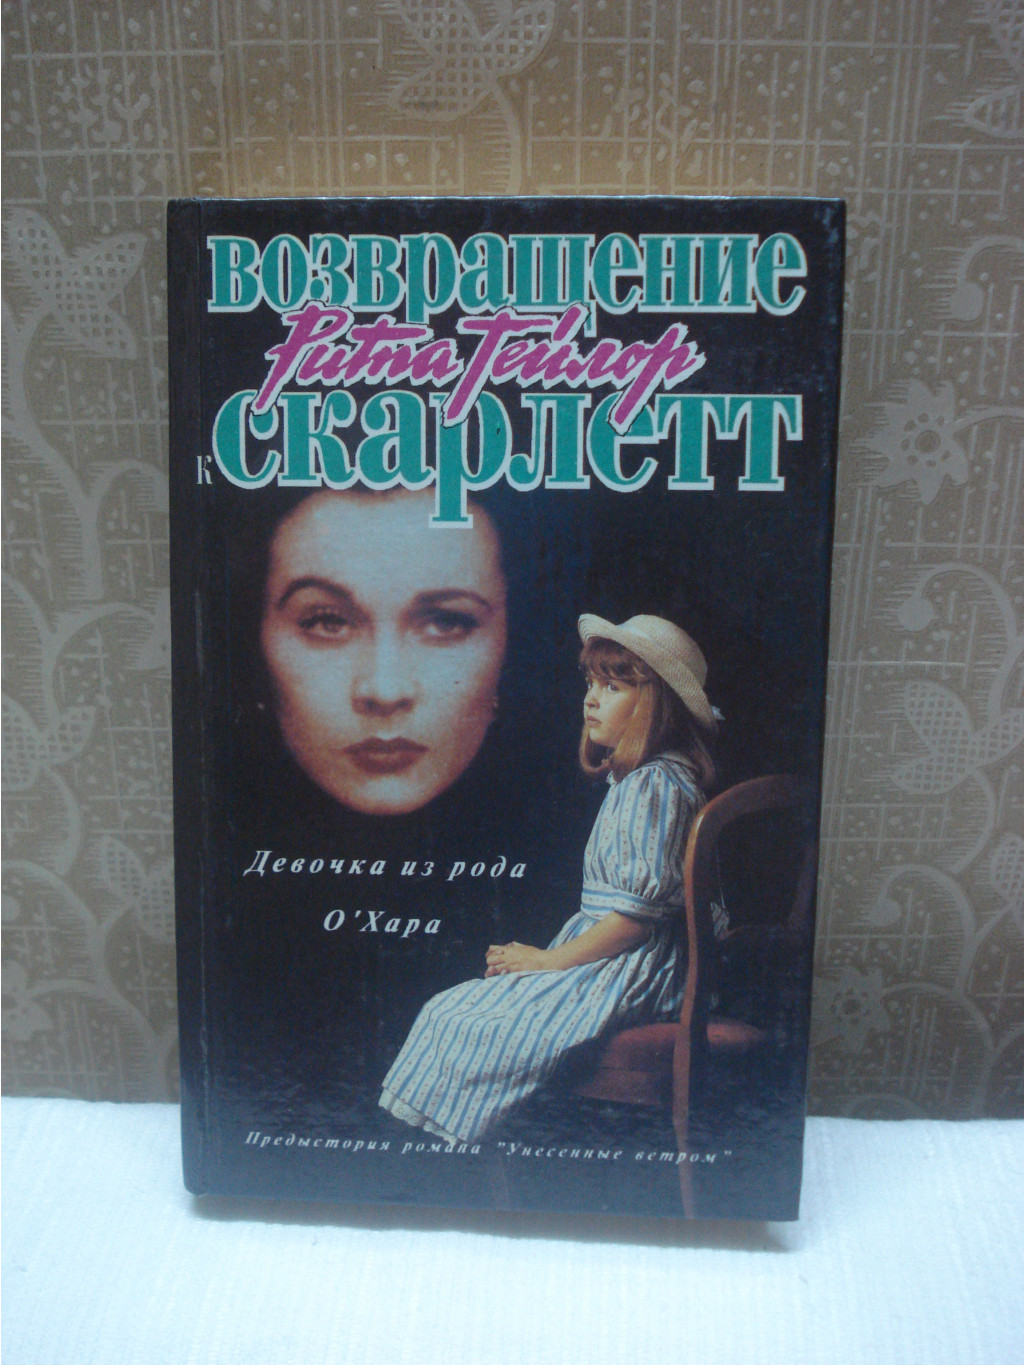 возвращение
Рита Тейлор
к скарлетт
Девочка из рода
О'Хара
Предыстория романа "Унесенные ветром"